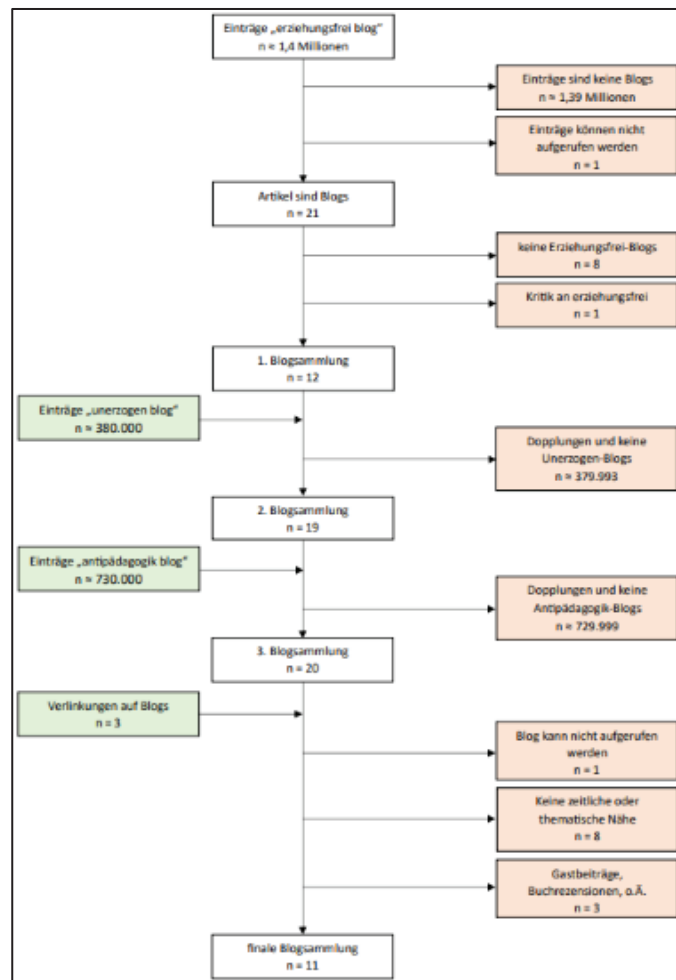 Einträge „erziehungsfrei blog"
n ≈ 1,4 Millionen
Einträge sind keine Blogs
n ≈ 1,39 Millionen
Einträge können nicht
aufgerufen werden
n = 1
Artikel sind Blogs
n = 21
keine Erziehungsfrei-Blogs
n = 8
Kritik an erziehungsfrei
n = 1
1. Blogsammlung
n = 12
Einträge „unerzogen blog"
n ≈ 380.000
Dopplungen und keine
Unerzogen-Blogs
n ≈ 379.993
2. Blogsammlung
n = 19
Einträge „antipädagogik blog"
n ≈ 730.000
Dopplungen und keine
Antipädagogik-Blogs
n ≈ 729.999
3. Blogsammlung
n = 20
Verlinkungen auf Blogs
n = 3
Blog kann nicht aufgerufen
werden
n = 1
Keine zeitliche oder
thematische Nähe
n = 8
Gastbeiträge,
Buchrezensionen, o.Ä.
n = 3
finale Blogsammlung
n = 11